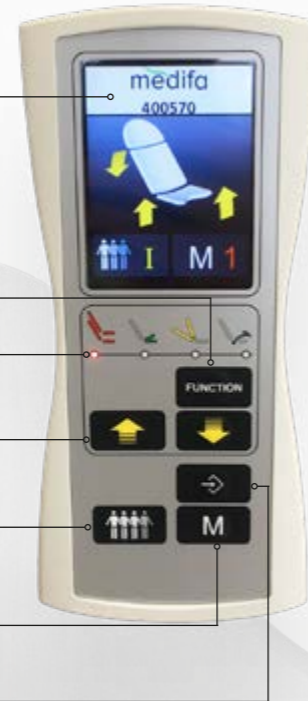 medifa
400570
I M 1
FUNCTION
M